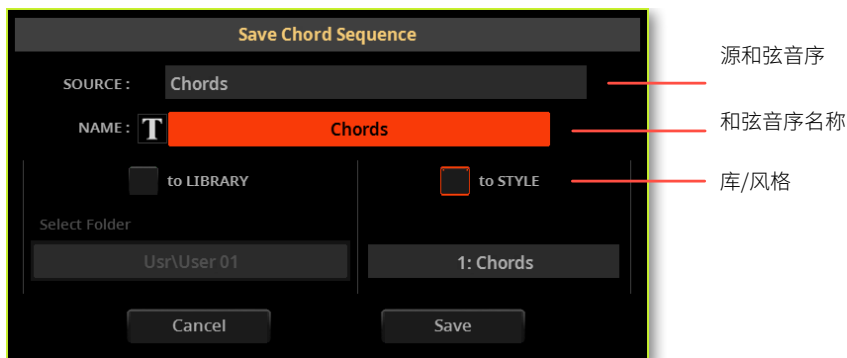 Save Chord Sequence
SOURCE : Chords
源和弦音序
NAME : T Chords
和弦音序名称
to LIBRARY
to STYLE
库/风格
Select Folder
Usr\User 01
1: Chords
Cancel
Save